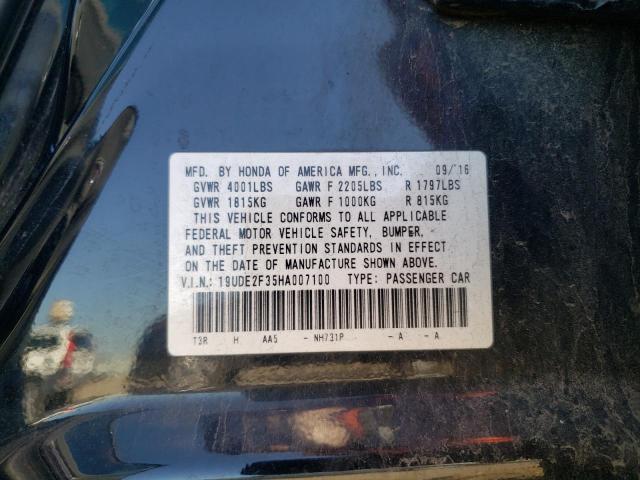 MFD. BY HONDA OF AMERICA MFG., INC. 09/16
GVWR 4001LBS GAWR F 2205LBS R 1797LBS
GVWR 1815KG GAWR F 1000KG R 815KG
THIS VEHICLE CONFORMS TO ALL APPLICABLE
FEDERAL MOTOR VEHICLE SAFETY, BUMPER,
AND THEFT PREVENTION STANDARDS IN EFFECT
ON THE DATE OF MANUFACTURE SHOWN ABOVE.
V.I.N.: 19UDE2F35HA007100 TYPE: PASSENGER CAR
T3R H AA5 - NH731P - A - A